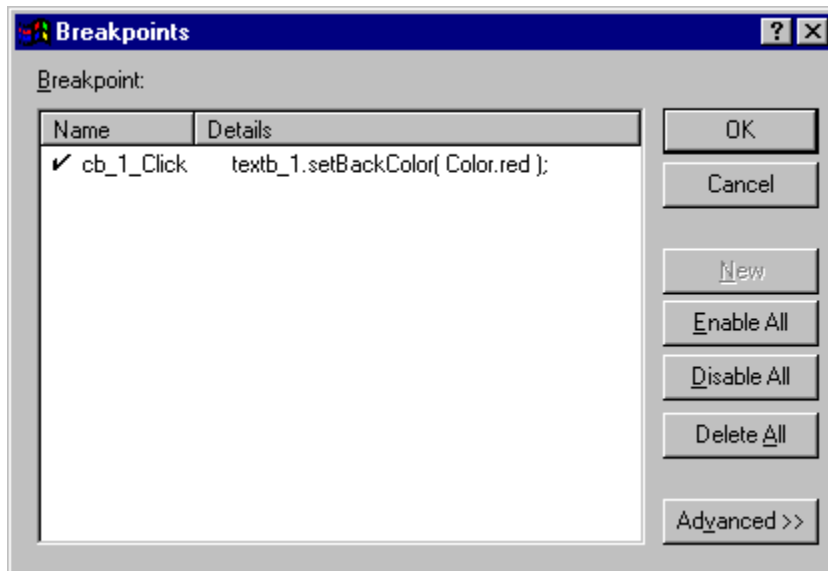 Breakpoints
Breakpoint:
Name Details
cb_1_Click textb_1.setBackColor( Color.red );
OK
Cancel
New
Enable All
Disable All
Delete All
Advanced >>